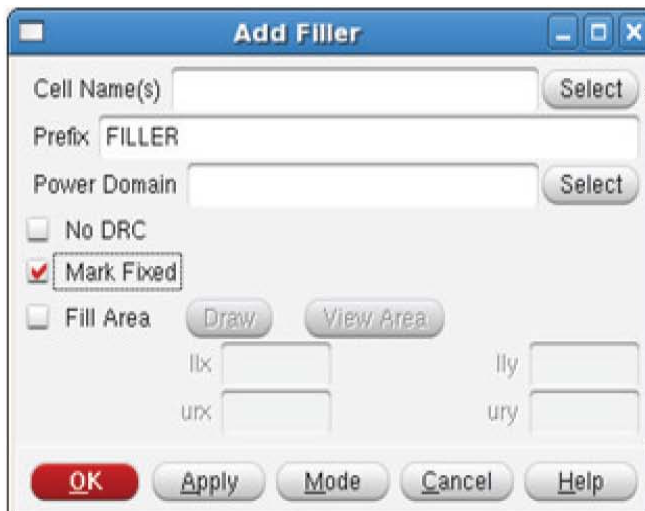 Add Filler
Cell Name(s) Select
Prefix FILLER
Power Domain Select
No DRC
Mark Fixed
Fill Area Draw View Area
llx lly
urx ury
OK Apply Mode Cancel Help